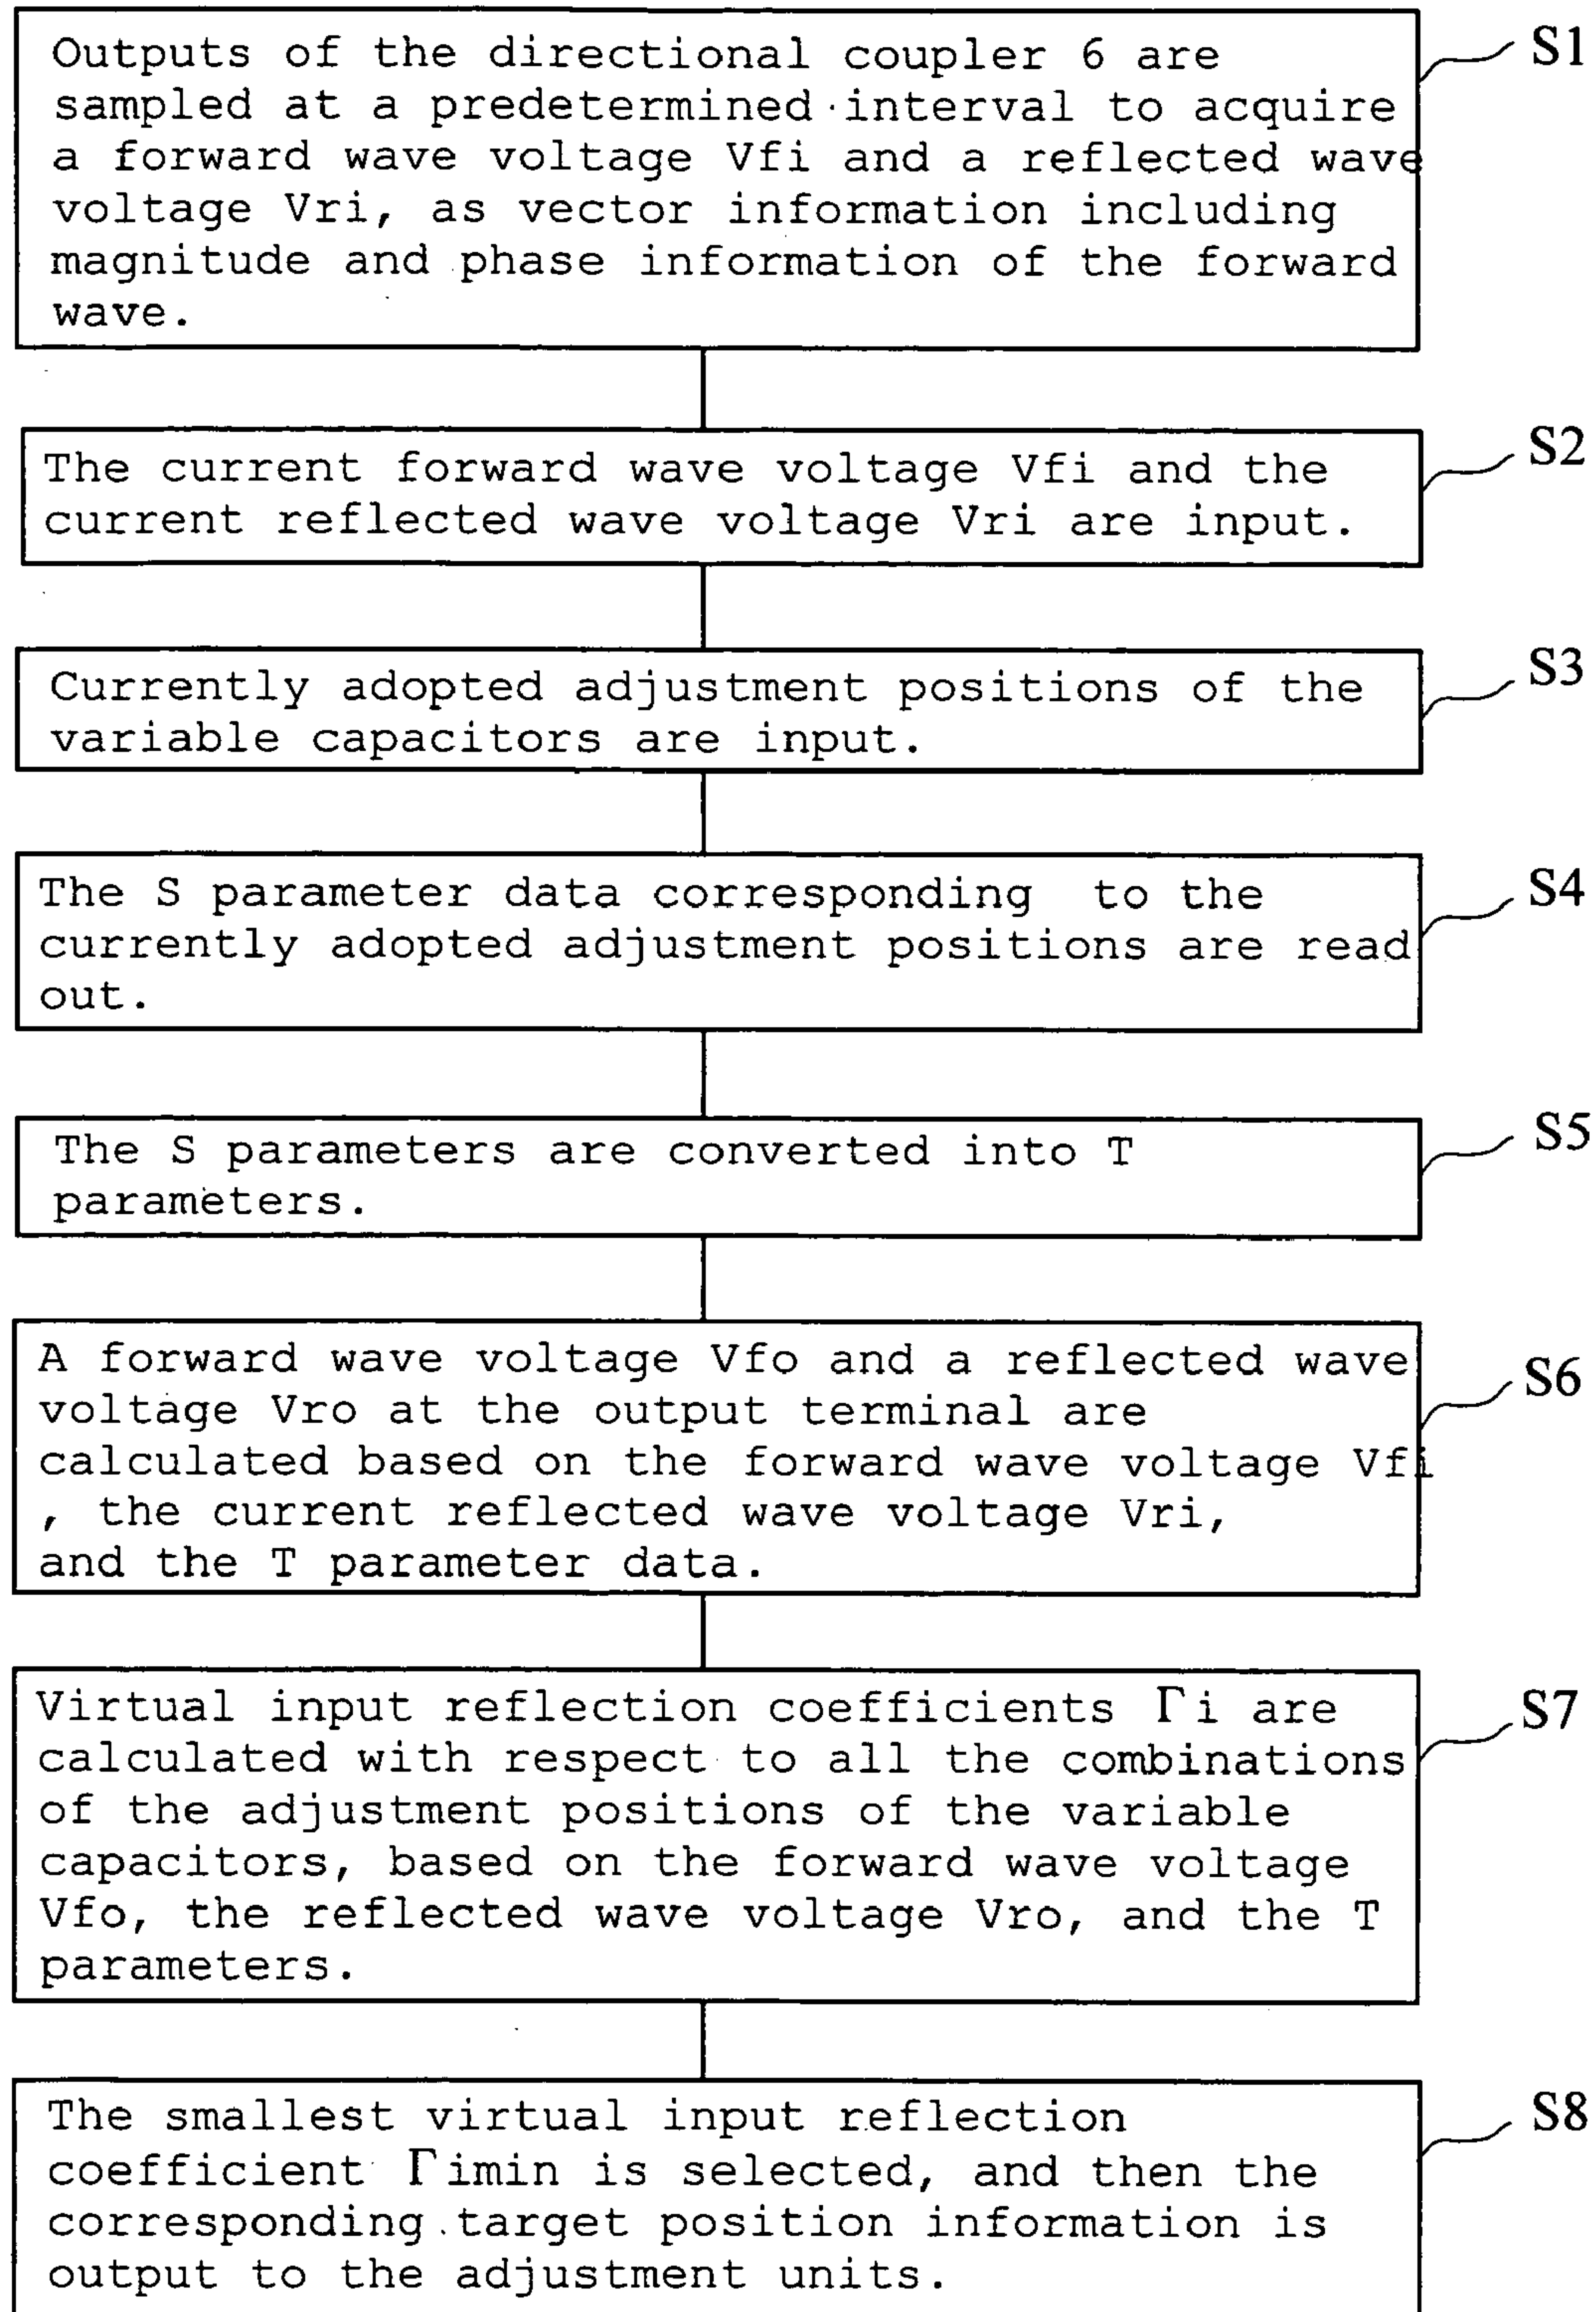 Outputs of the directional coupler 6 are
sampled at a predetermined interval to acquire
a forward wave voltage Vfi and a reflected wave
voltage Vri, as vector information including
magnitude and phase information of the forward
wave.
S1
The current forward wave voltage Vfi and the
current reflected wave voltage Vri are input.
S2
Currently adopted adjustment positions of the
variable capacitors are input.
S3
The S parameter data corresponding to the
currently adopted adjustment positions are read
out.
S4
The S parameters are converted into T
parameters.
S5
A forward wave voltage Vfo and a reflected wave
voltage Vro at the output terminal are
calculated based on the forward wave voltage Vfi
, the current reflected wave voltage Vri,
and the T parameter data.
S6
Virtual input reflection coefficients Γi are
calculated with respect to all the combinations
of the adjustment positions of the variable
capacitors, based on the forward wave voltage
Vfo, the reflected wave voltage Vro, and the T
parameters.
S7
The smallest virtual input reflection
coefficient Γimin is selected, and then the
corresponding target position information is
output to the adjustment units.
S8